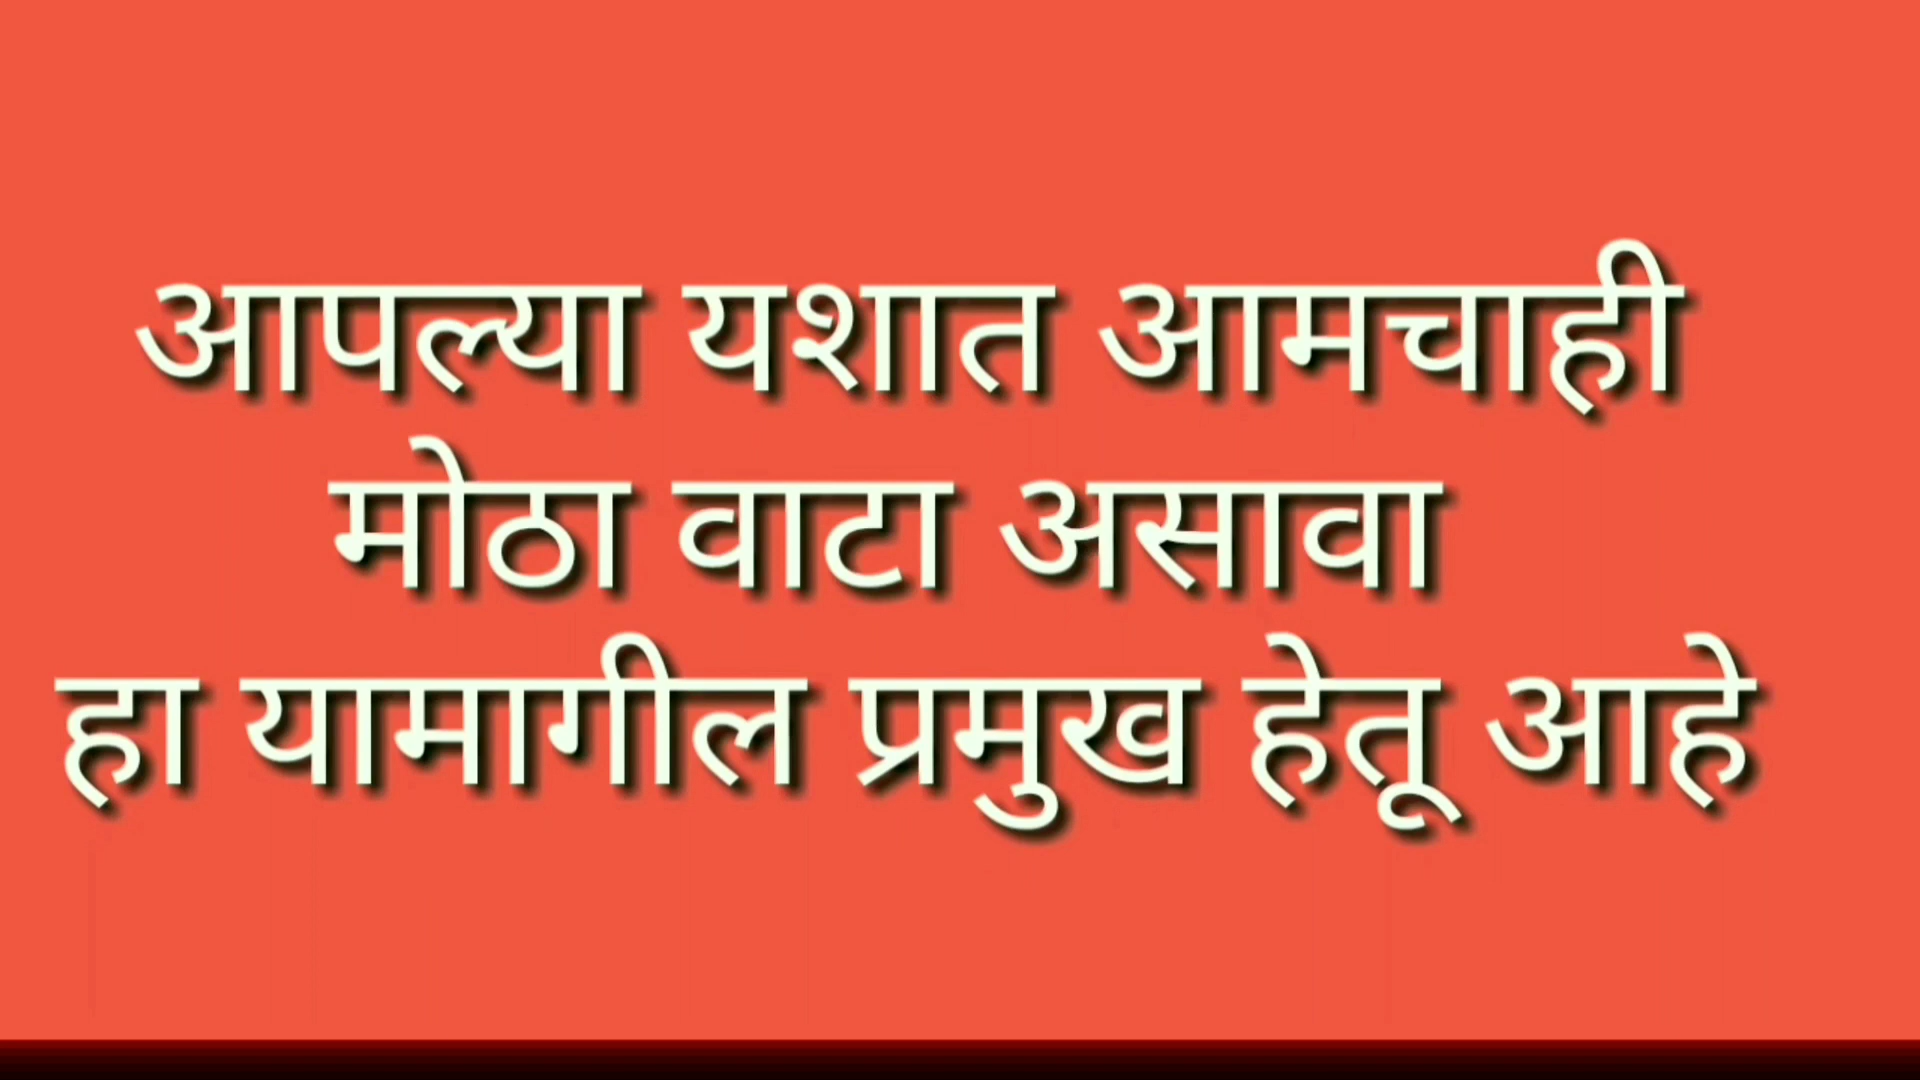 आपल्या यशात आमचाही
मोठा वाटा असावा
हा यामागील प्रमुख हेतू आहे